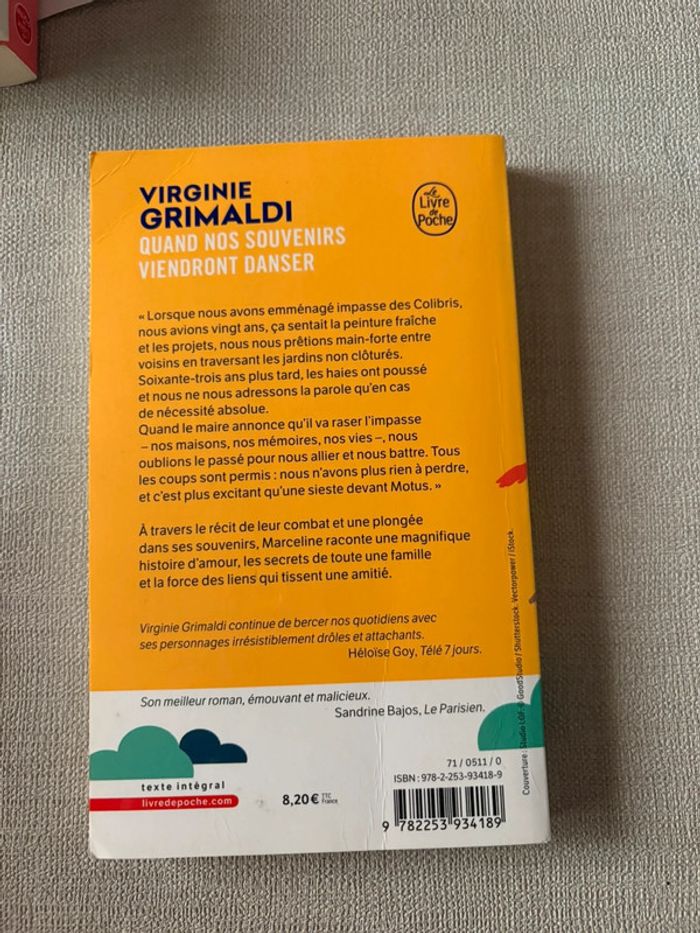 VIRGINIE
GRIMALDI
QUAND NOS SOUVENIRS
VIENDRONT DANSER
Le
Livre
de
Poche
« Lorsque nous avons emménagé impasse des Colibris,
nous avions vingt ans, ça sentait la peinture fraîche
et les projets, nous nous prêtions main-forte entre
voisins en traversant les jardins non clôturés.
Soixante-trois ans plus tard, les haies ont poussé
et nous ne nous adressons la parole qu'en cas
de nécessité absolue.
Quand le maire annonce qu'il va raser l'impasse
– nos maisons, nos mémoires, nos vies –, nous
oublions le passé pour nous allier et nous battre. Tous
les coups sont permis : nous n'avons plus rien à perdre,
et c'est plus excitant qu'une sieste devant Motus. »
À travers le récit de leur combat et une plongée
dans ses souvenirs, Marceline raconte une magnifique
histoire d'amour, les secrets de toute une famille
et la force des liens qui tissent une amitié.
Virginie Grimaldi continue de bercer nos quotidiens avec
ses personnages irrésistiblement drôles et attachants.
Héloïse Goy, Télé 7 jours.
Son meilleur roman, émouvant et malicieux.
Sandrine Bajos, Le Parisien.
texte intégral
livredepoche.com
8,20 € TTC
France
71 / 0511 / 0
ISBN : 978-2-253-93418-9
9 782253 934189
Couverture : Studio LGF. © GoodStudio / Shutterstock. Vectorpower / iStock.